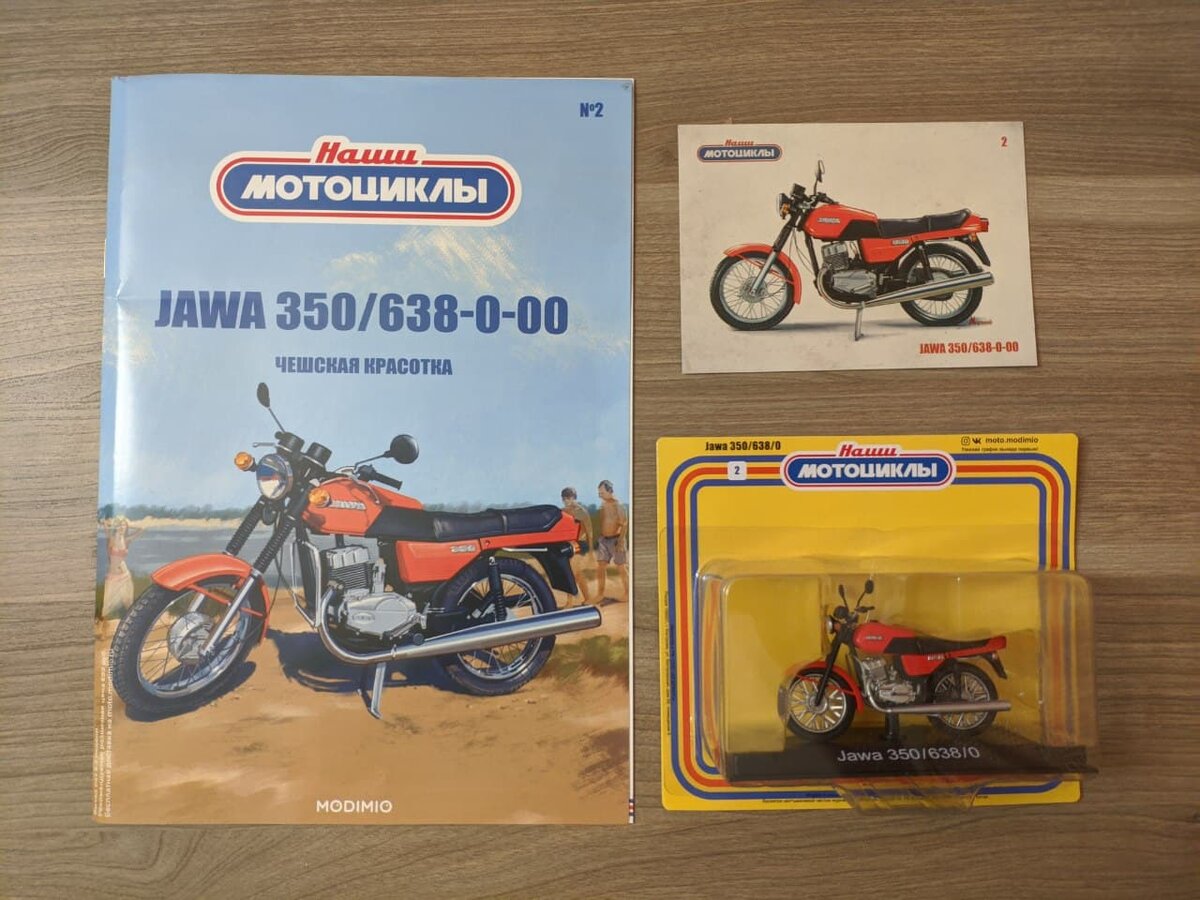 №2
Наши
МОТОЦИКЛЫ
JAWA 350/638-0-00
ЧЕШСКАЯ КРАСОТКА
MODIMIO
Наши
МОТОЦИКЛЫ
2
JAWA 350/638-0-00
Jawa 350/638/0
moto.modimio
2
Наши
МОТОЦИКЛЫ
Jawa 350/638/0